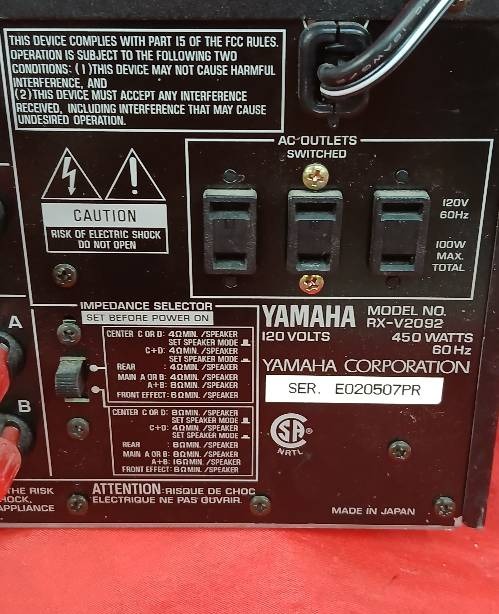 THIS DEVICE COMPLIES WITH PART 15 OF THE FCC RULES.
OPERATION IS SUBJECT TO THE FOLLOWING TWO
CONDITIONS: (1) THIS DEVICE MAY NOT CAUSE HARMFUL
INTERFERENCE, AND
(2) THIS DEVICE MUST ACCEPT ANY INTERFERENCE
RECEIVED, INCLUDING INTERFERENCE THAT MAY CAUSE
UNDESIRED OPERATION.
AC OUTLETS
SWITCHED
120V
60Hz
100W
MAX.
TOTAL
CAUTION
RISK OF ELECTRIC SHOCK
DO NOT OPEN
IMPEDANCE SELECTOR
SET BEFORE POWER ON
CENTER C OR D: 4ΩMIN./SPEAKER
SET SPEAKER MODE
C+D: 4ΩMIN./SPEAKER
SET SPEAKER MODE
REAR : 4ΩMIN./SPEAKER
MAIN A OR B: 4ΩMIN./SPEAKER
A+B: 8ΩMIN./SPEAKER
FRONT EFFECT: 6ΩMIN./SPEAKER
CENTER C OR D: 8ΩMIN./SPEAKER
SET SPEAKER MODE
C+D: 4ΩMIN./SPEAKER
SET SPEAKER MODE
REAR : 8ΩMIN./SPEAKER
MAIN A OR B: 8ΩMIN./SPEAKER
A+B: 16ΩMIN./SPEAKER
FRONT EFFECT: 8ΩMIN./SPEAKER
A
B
YAMAHA MODEL NO.
RX-V2092
120 VOLTS 450 WATTS
60 Hz
YAMAHA CORPORATION
SER. E020507PR
SA
NRTL
THE RISK
SHOCK,
APPLIANCE
ATTENTION: RISQUE DE CHOC
ELECTRIQUE NE PAS OUVRIR.
MADE IN JAPAN